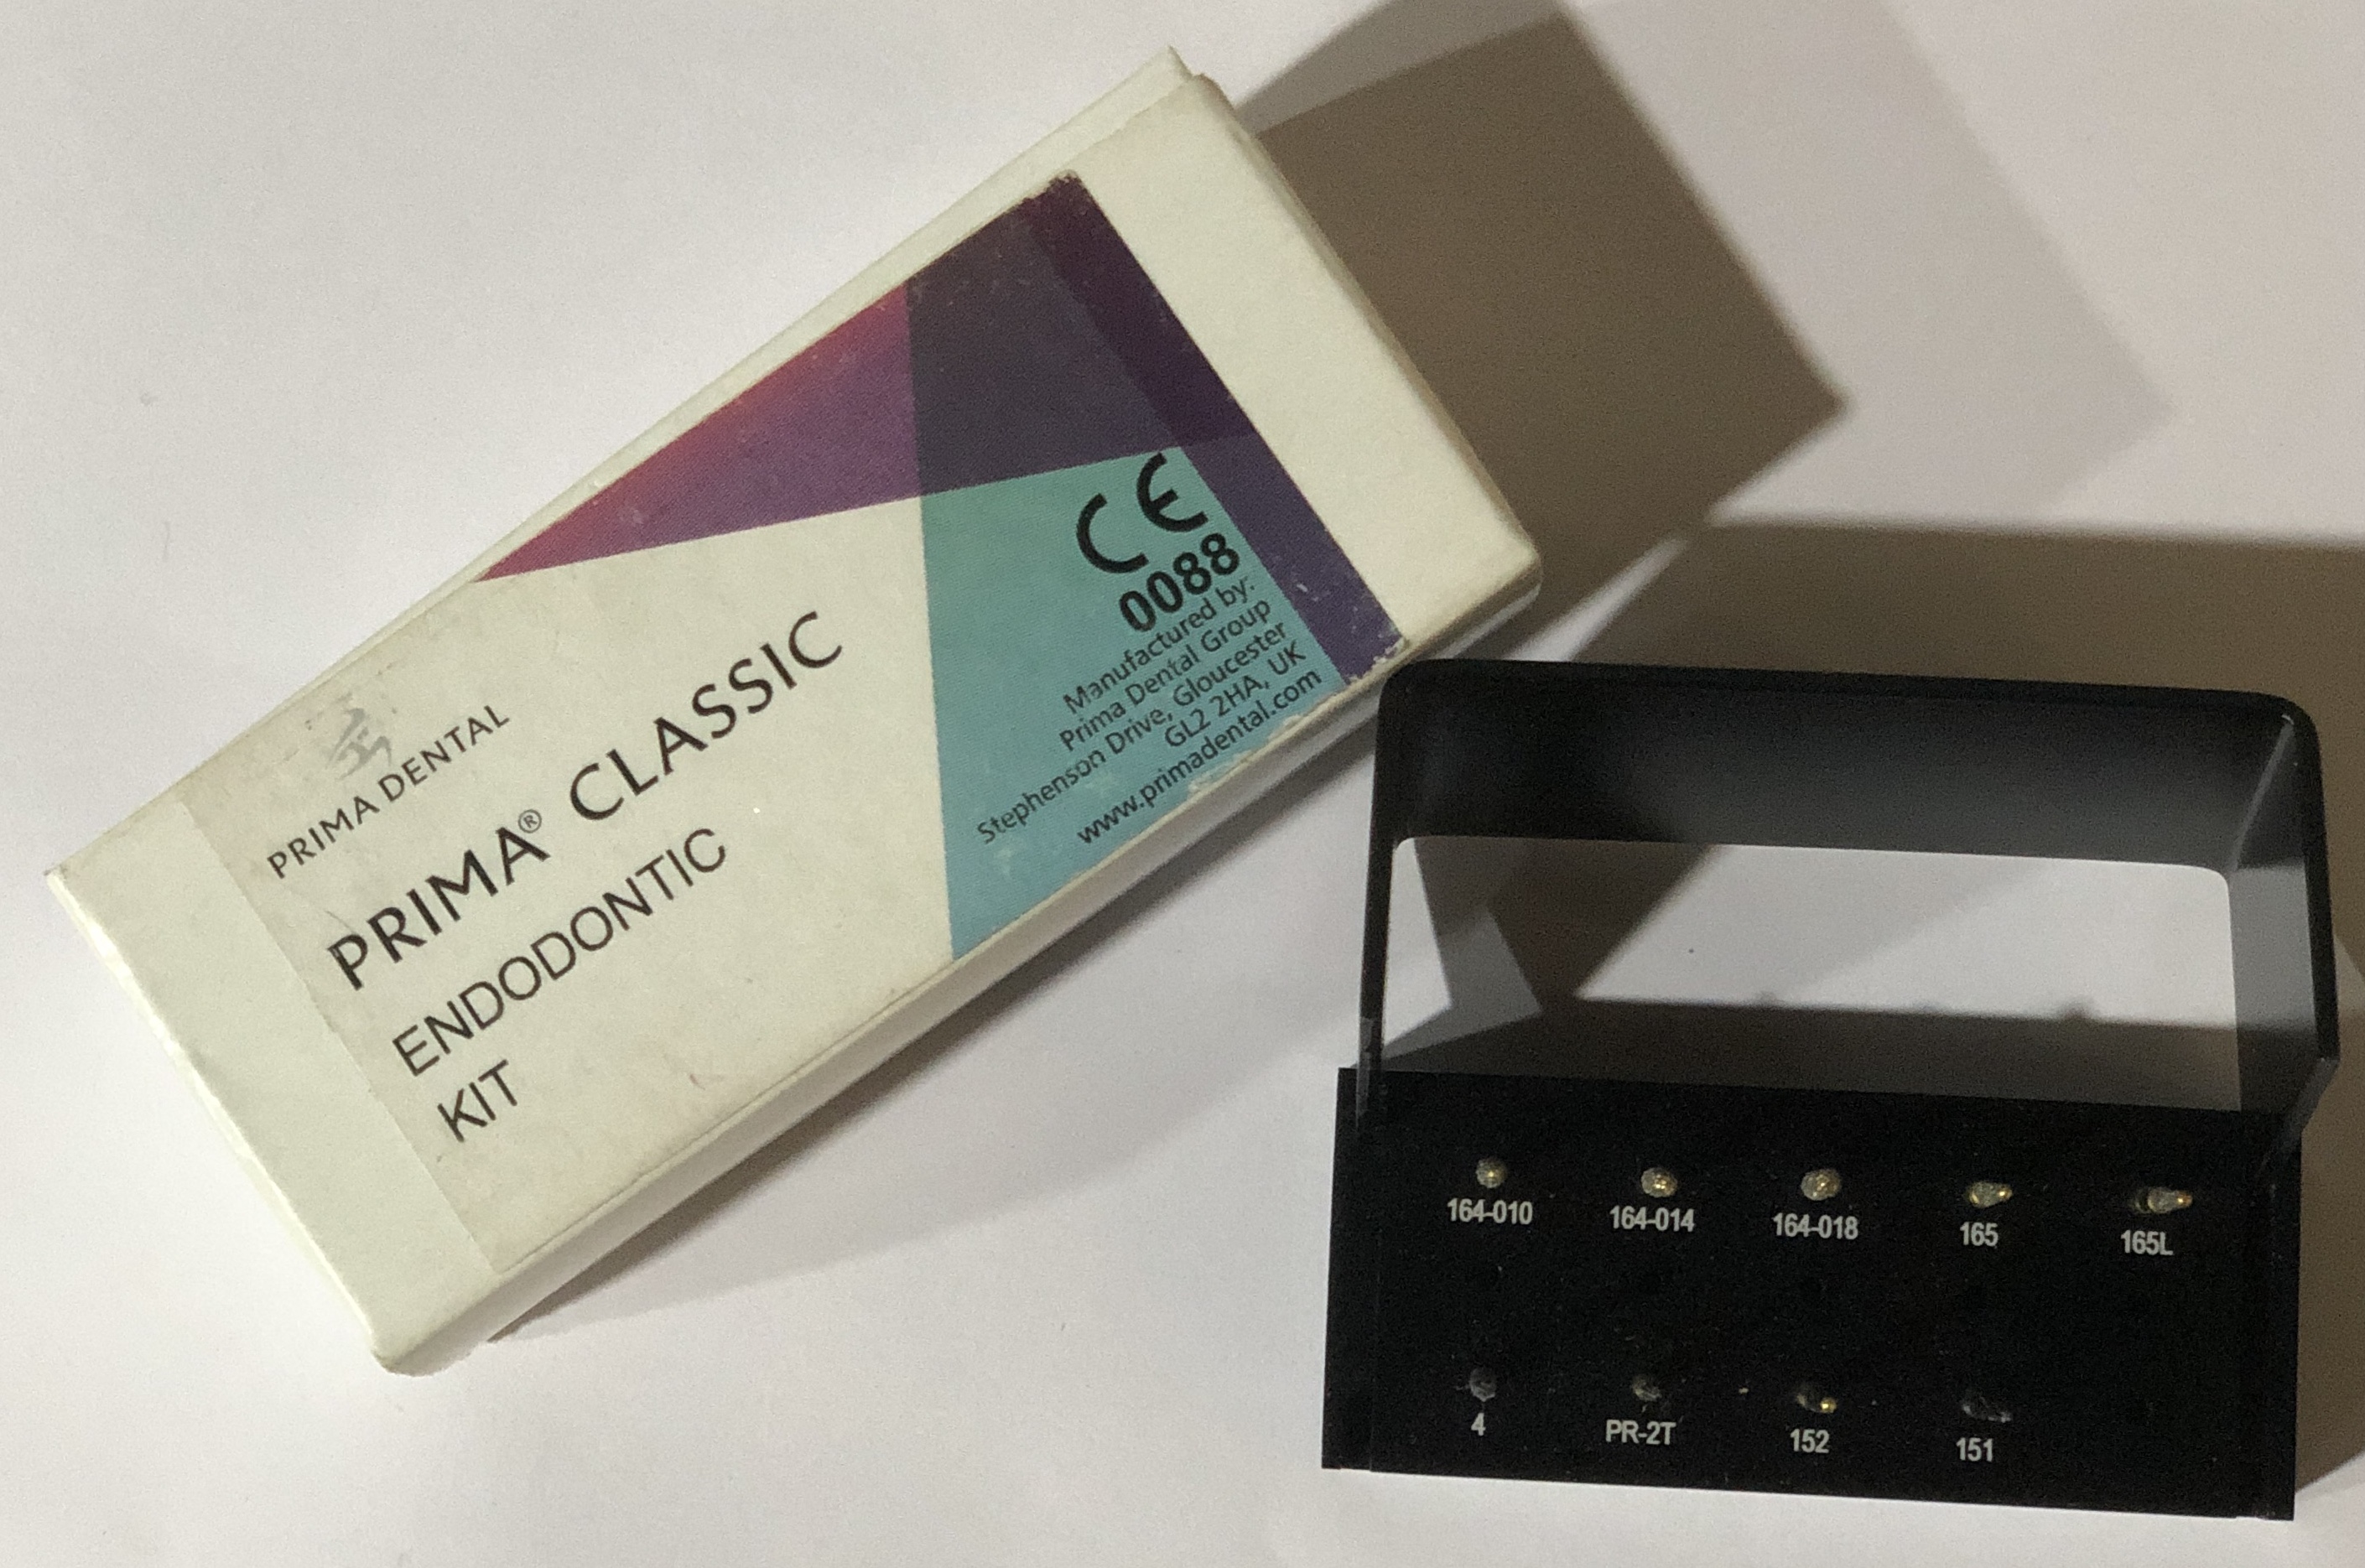 PRIMA DENTAL
PRIMA® CLASSIC
ENDODONTIC
KIT
CE
0088
Manufactured by:
Prima Dental Group
Stephenson Drive, Gloucester
GL2 2HA, UK
www.primadental.com
164-010 164-014 164-018 165 165L
4 PR-2T 152 151